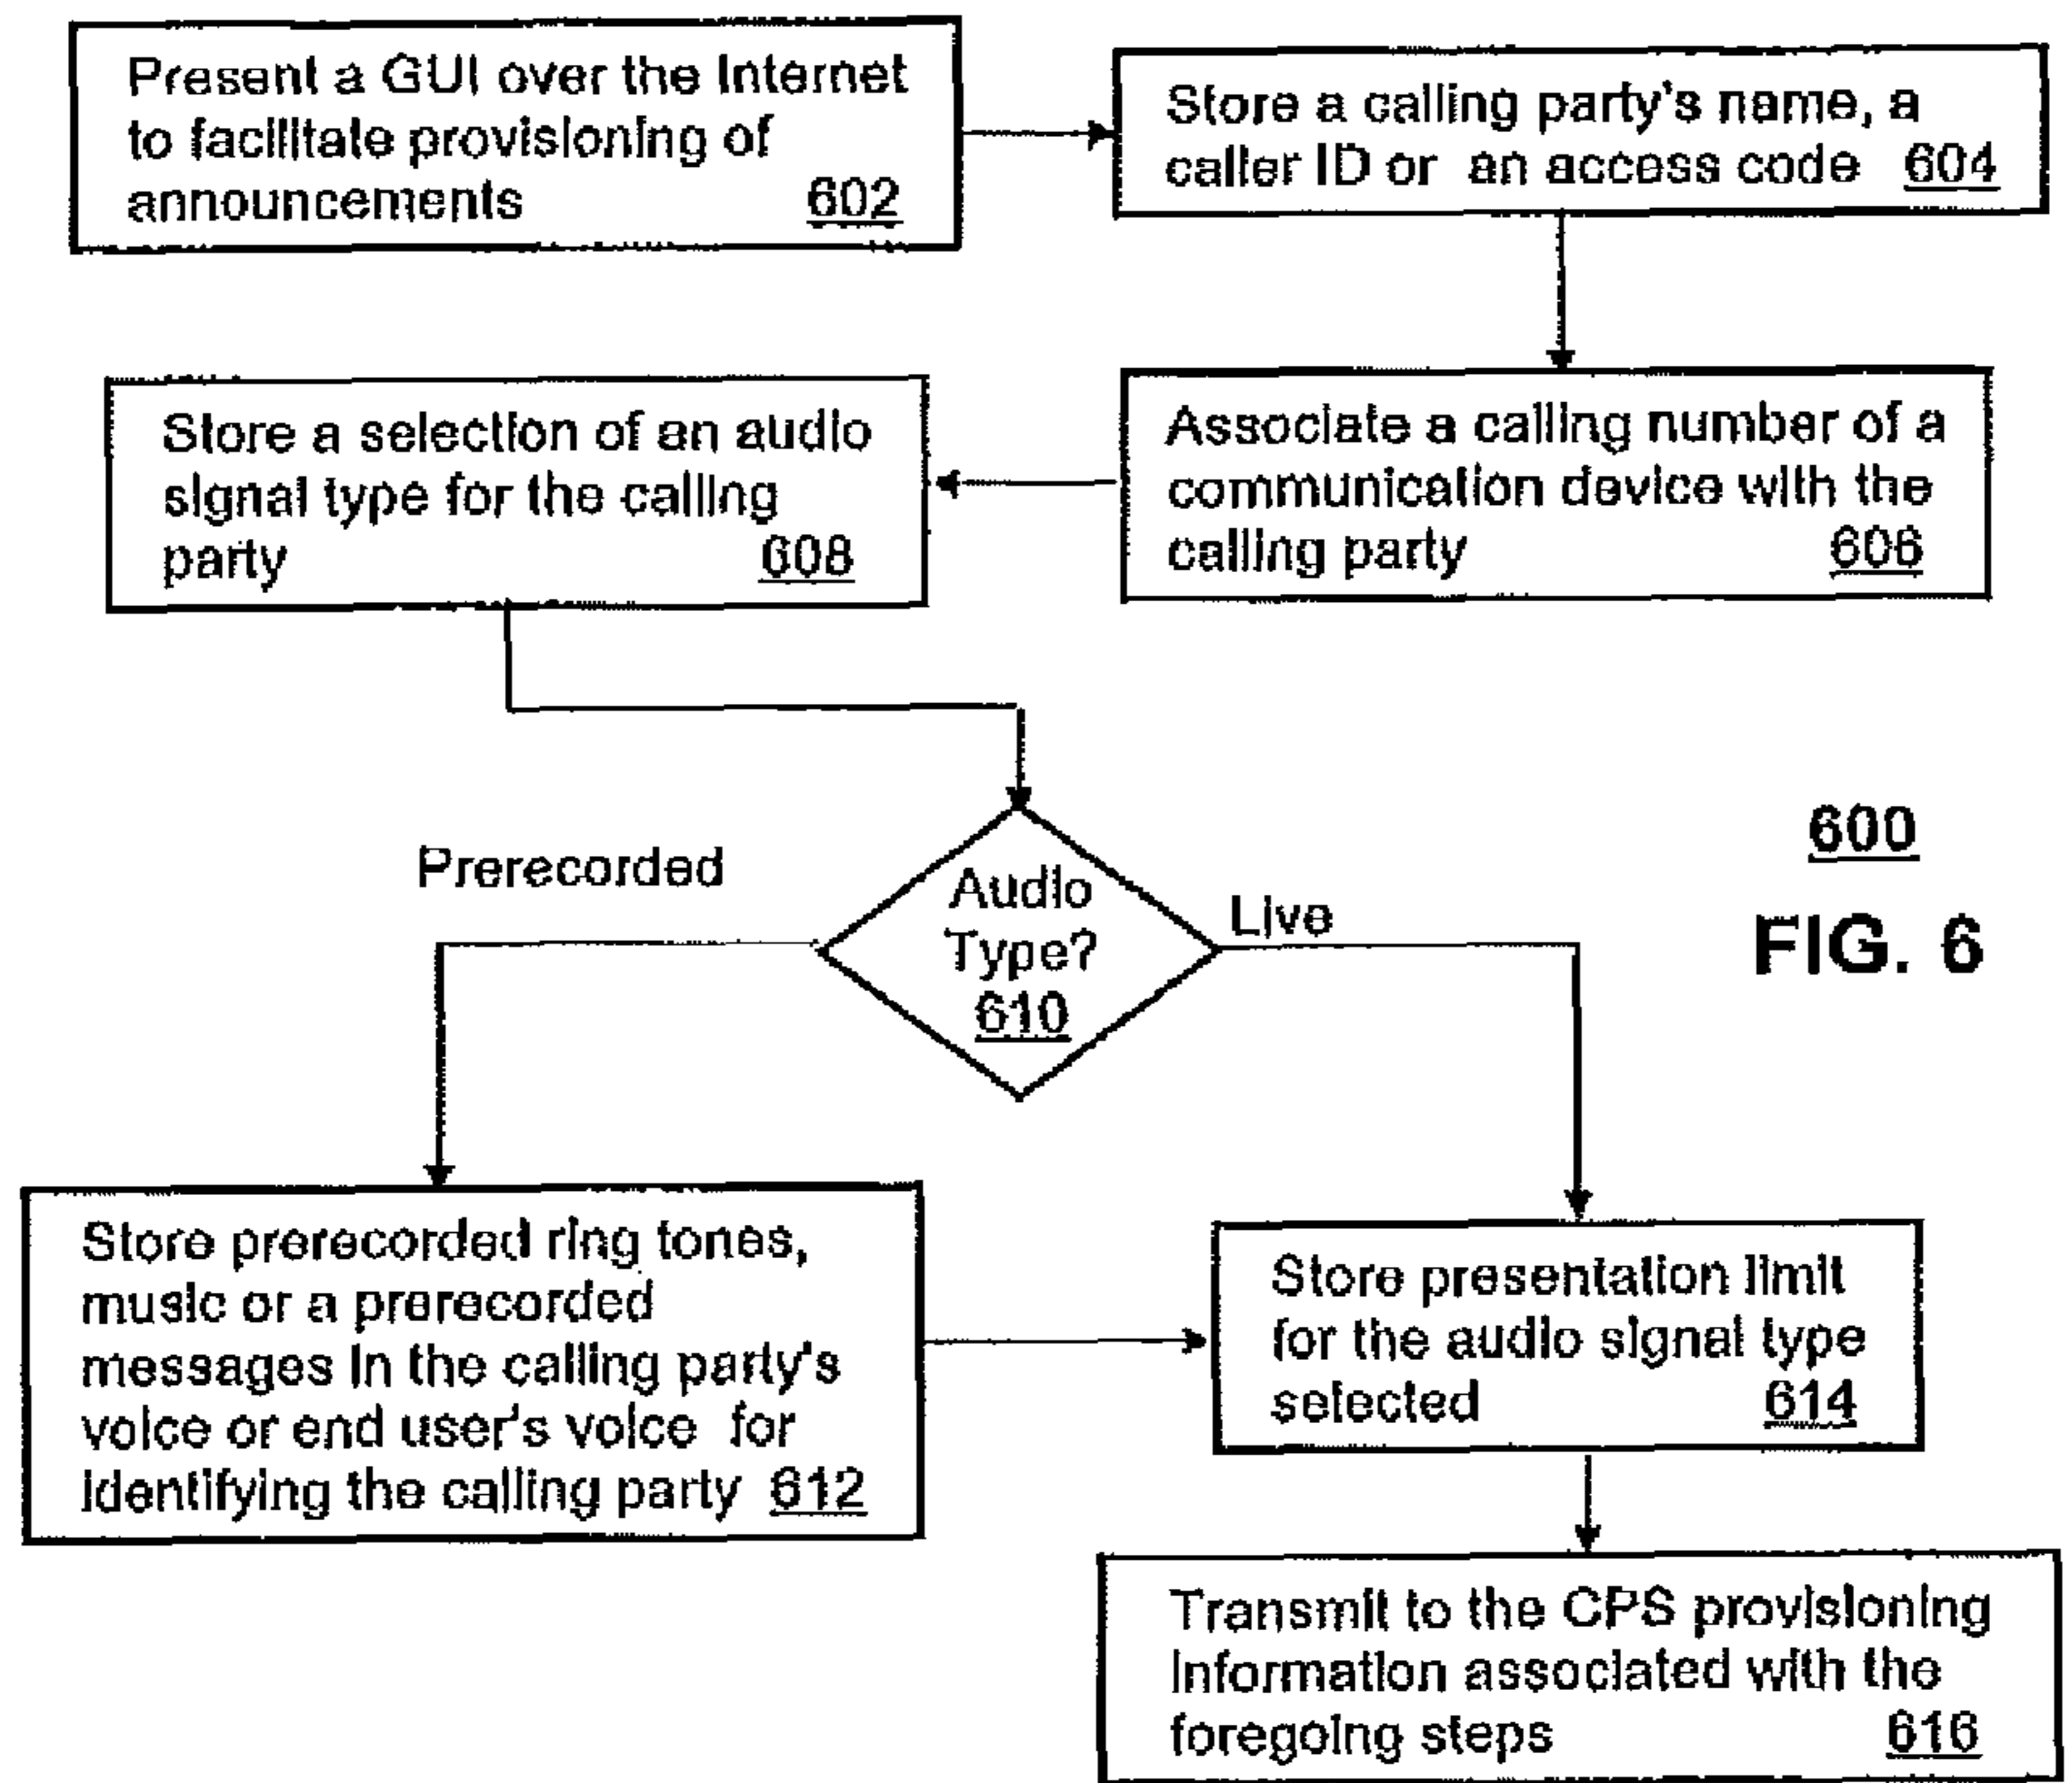 Present a GUI over the Internet
to facilitate provisioning of
announcements 602
Store a calling party's name, a
caller ID or an access code 604
Associate a calling number of a
communication device with the
calling party 606
Store a selection of an audio
signal type for the calling
party 608
Audio
Type?
610
Prerecorded
Live
600
FIG. 6
Store prerecorded ring tones,
music or a prerecorded
messages in the calling party's
voice or end user's voice for
identifying the calling party 612
Store presentation limit
for the audio signal type
selected 614
Transmit to the CPS provisioning
information associated with the
foregoing steps 616